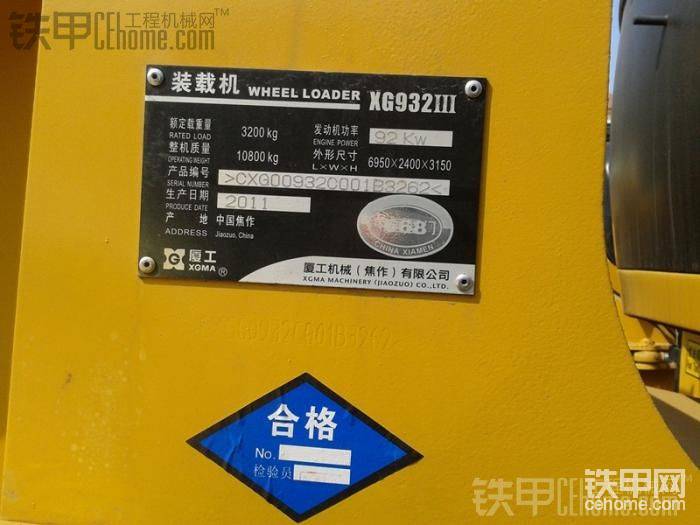 铁甲 工程机械网
CEhome.com
装载机 WHEEL LOADER XG932III
额定载重量 3200kg 发动机功率 92 Kw
RATED LOAD ENGINE POWER
整机质量 10800kg 外形尺寸 6950×2400×3150
OPERATING WEIGHT L×W×H
产品编号 >CXG00932C001B3262<
SERIAL NUMBER
生产日期 2011
PRODUCE DATE
产 地 中国焦作
ADDRESS Jiaozuo, China
CHINA XIAMEN
厦工
XGMA ®
厦工机械(焦作)有限公司
XGMA MACHINERY (JIAOZUO) CO.,LTD.
合格
No.
检验员
铁甲网
CEhome.com